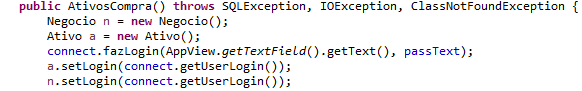 public AtivosCompra() throws SQLException, IOException, ClassNotFoundException {
Negocio n = new Negocio();
Ativo a = new Ativo();
connect.fazLogin(AppView.getTextField().getText(), passText);
a.setLogin(connect.getUserLogin());
n.setLogin(connect.getUserLogin());